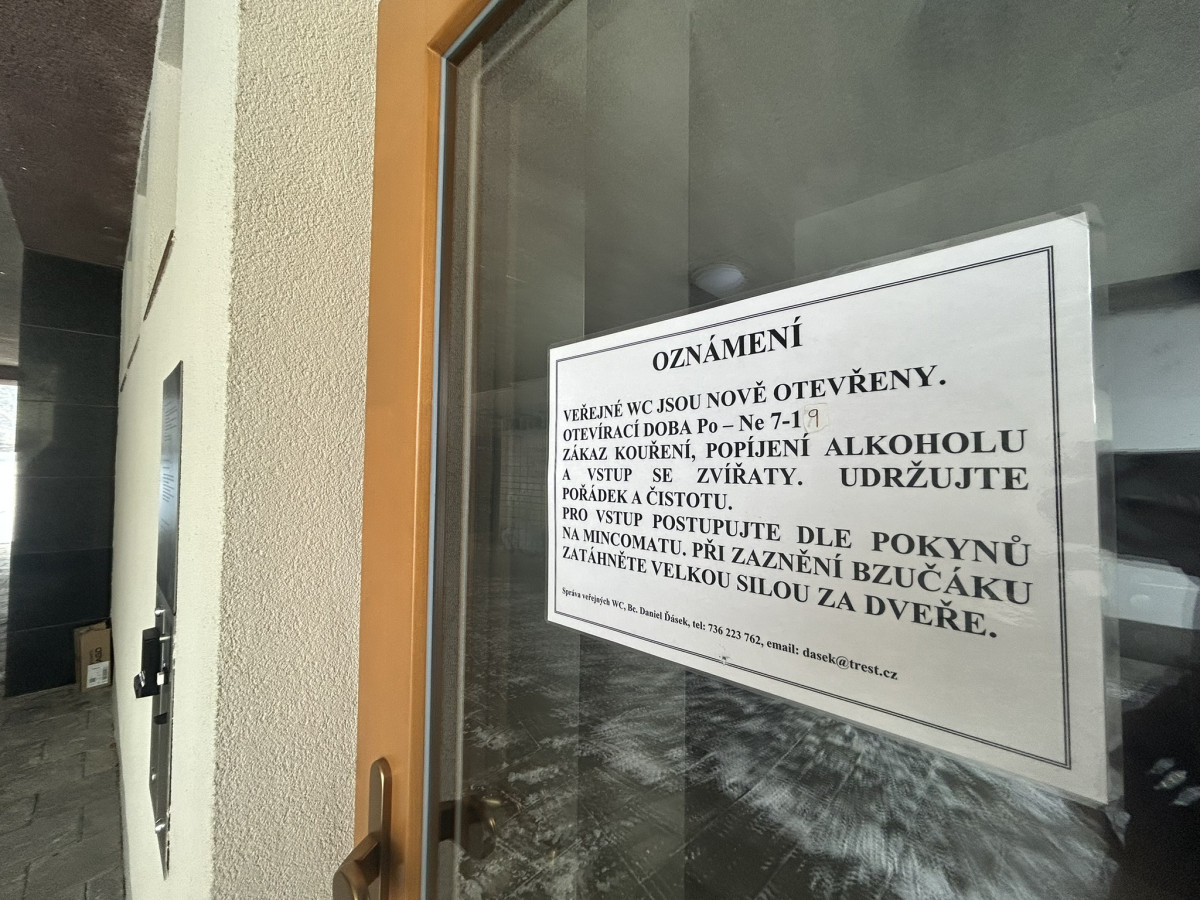 OZNÁMENÍ
VEŘEJNÉ WC JSOU NOVĚ OTEVŘENY.
OTEVÍRACÍ DOBA Po – Ne 7-19
ZÁKAZ KOUŘENÍ, POPÍJENÍ ALKOHOLU
A VSTUP SE ZVÍŘATY. UDRŽUJTE
POŘÁDEK A ČISTOTU.
PRO VSTUP POSTUPUJTE DLE POKYNŮ
NA MINCOMATU. PŘI ZAZNĚNÍ BZUČÁKU
ZATÁHNĚTE VELKOU SILOU ZA DVEŘE.
Správa veřejných WC, Bc. Daniel Ďásek, tel: 736 223 762, email: dasek@trest.cz